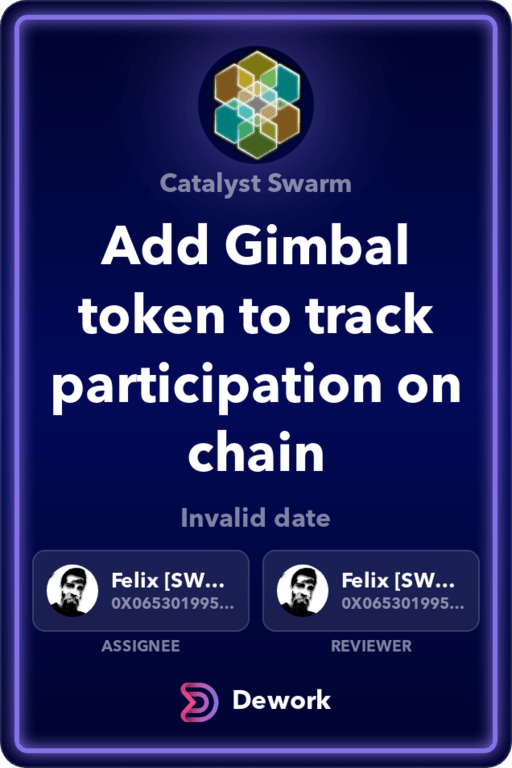 Catalyst Swarm
Add Gimbal
token to track
participation on
chain
Invalid date
Felix [SW... Felix [SW...
0X065301995... 0X065301995...
ASSIGNEE REVIEWER
Dework